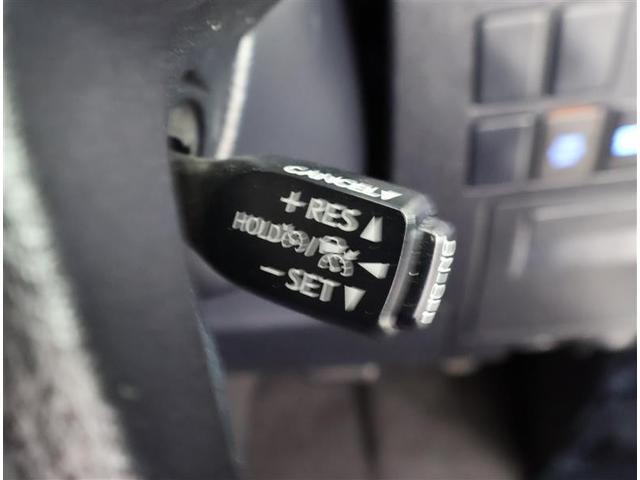 CANCEL
+RES
HOLD /
-SET